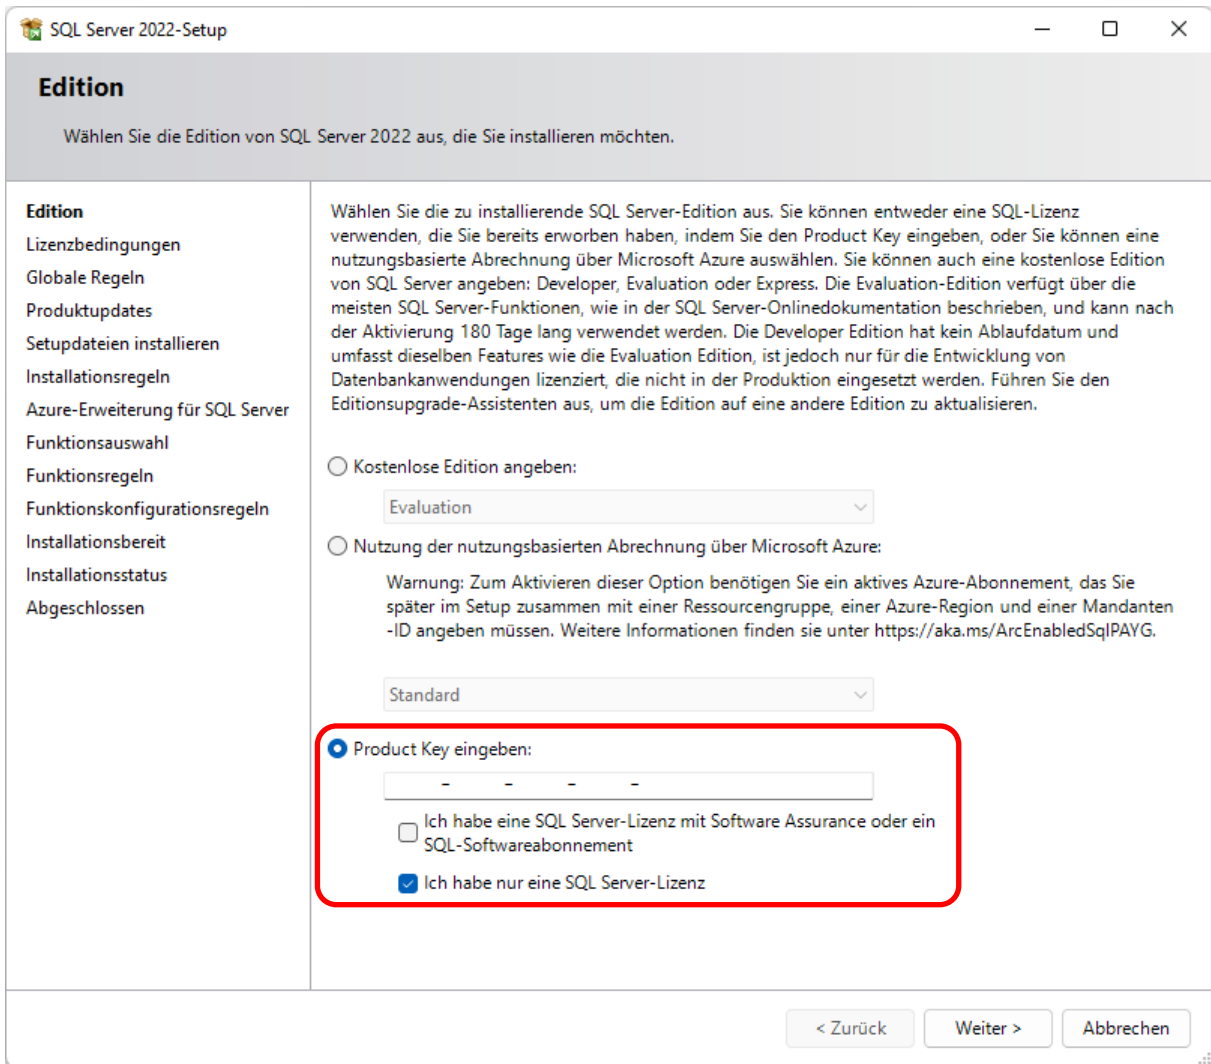 SQL Server 2022-Setup
Edition
Wählen Sie die Edition von SQL Server 2022 aus, die Sie installieren möchten.
Edition
Lizenzbedingungen
Globale Regeln
Produktupdates
Setupdateien installieren
Installationsregeln
Azure-Erweiterung für SQL Server
Funktionsauswahl
Funktionsregeln
Funktionskonfigurationsregeln
Installationsbereit
Installationsstatus
Abgeschlossen
Wählen Sie die zu installierende SQL Server-Edition aus. Sie können entweder eine SQL-Lizenz
verwenden, die Sie bereits erworben haben, indem Sie den Product Key eingeben, oder Sie können eine
nutzungsbasierte Abrechnung über Microsoft Azure auswählen. Sie können auch eine kostenlose Edition
von SQL Server angeben: Developer, Evaluation oder Express. Die Evaluation-Edition verfügt über die
meisten SQL Server-Funktionen, wie in der SQL Server-Onlinedokumentation beschrieben, und kann nach
der Aktivierung 180 Tage lang verwendet werden. Die Developer Edition hat kein Ablaufdatum und
umfasst dieselben Features wie die Evaluation Edition, ist jedoch nur für die Entwicklung von
Datenbankanwendungen lizenziert, die nicht in der Produktion eingesetzt werden. Führen Sie den
Editionsupgrade-Assistenten aus, um die Edition auf eine andere Edition zu aktualisieren.
Kostenlose Edition angeben:
Evaluation
Nutzung der nutzungsbasierten Abrechnung über Microsoft Azure:
Warnung: Zum Aktivieren dieser Option benötigen Sie ein aktives Azure-Abonnement, das Sie
später im Setup zusammen mit einer Ressourcengruppe, einer Azure-Region und einer Mandanten
-ID angeben müssen. Weitere Informationen finden sie unter https://aka.ms/ArcEnabledSqlPAYG.
Standard
Product Key eingeben:
- - - -
Ich habe eine SQL Server-Lizenz mit Software Assurance oder ein
SQL-Softwareabonnement
Ich habe nur eine SQL Server-Lizenz
< Zurück
Weiter >
Abbrechen